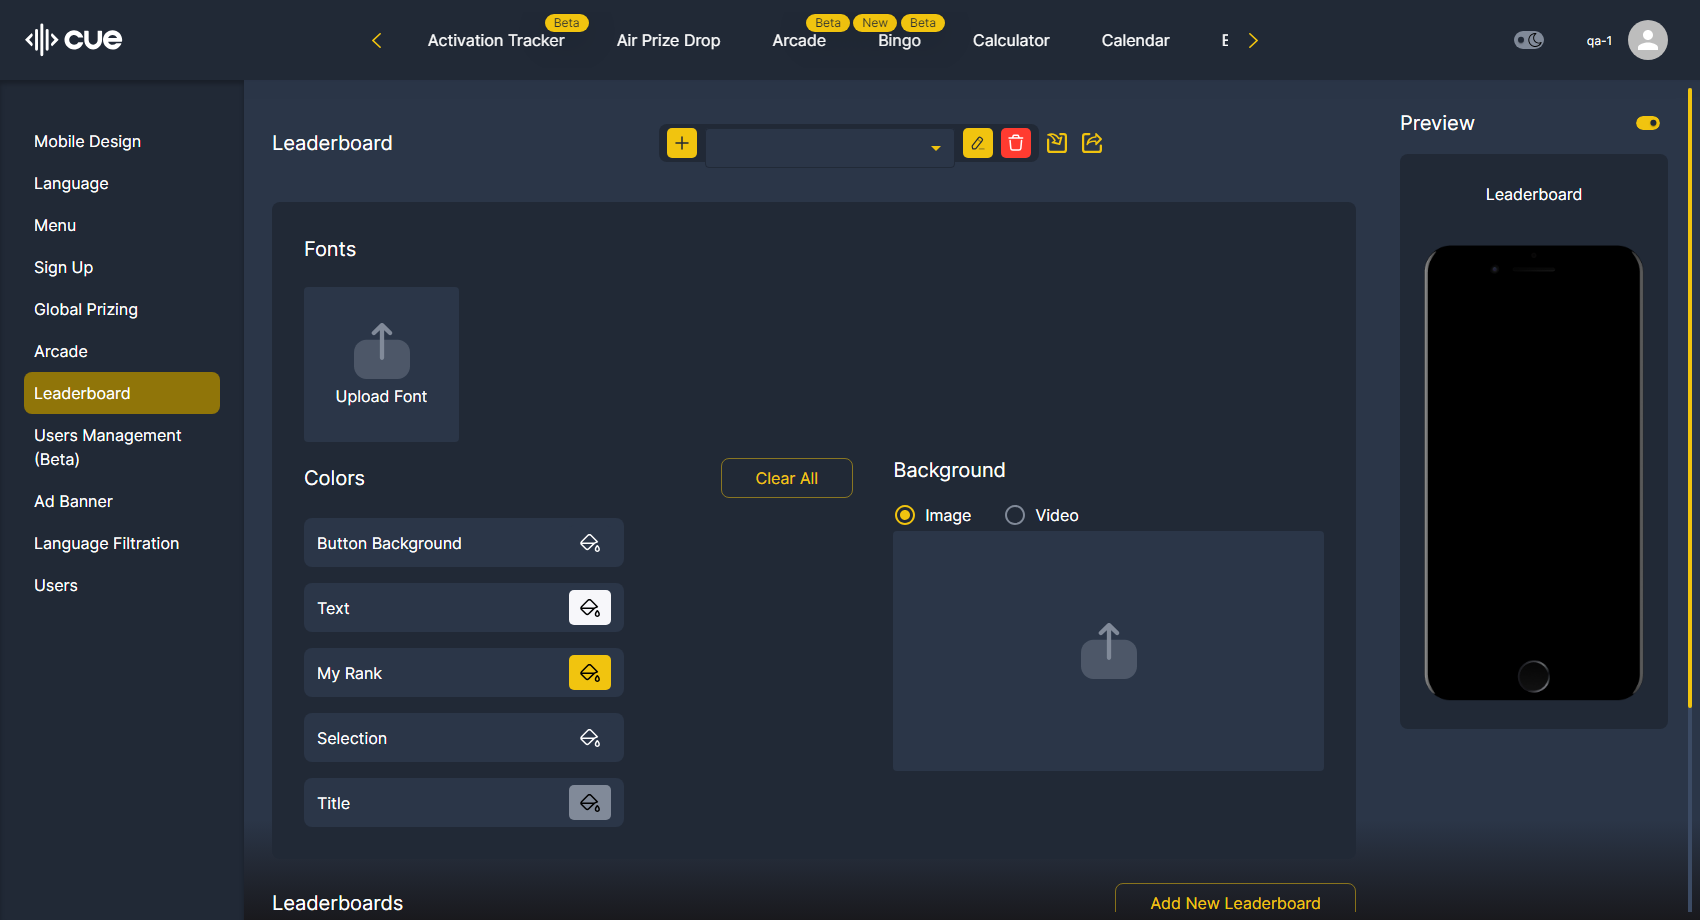 cue
Beta
Beta
New
Beta
Activation Tracker
Air Prize Drop
Arcade
Bingo
Calculator
Calendar
qa-1
Mobile Design
Language
Menu
Sign Up
Global Prizing
Arcade
Leaderboard
Users Management
(Beta)
Ad Banner
Language Filtration
Users
Leaderboard
Fonts
Upload Font
Colors
Clear All
Button Background
Text
My Rank
Selection
Title
Background
Image
Video
Leaderboards
Add New Leaderboard
Preview
Leaderboard